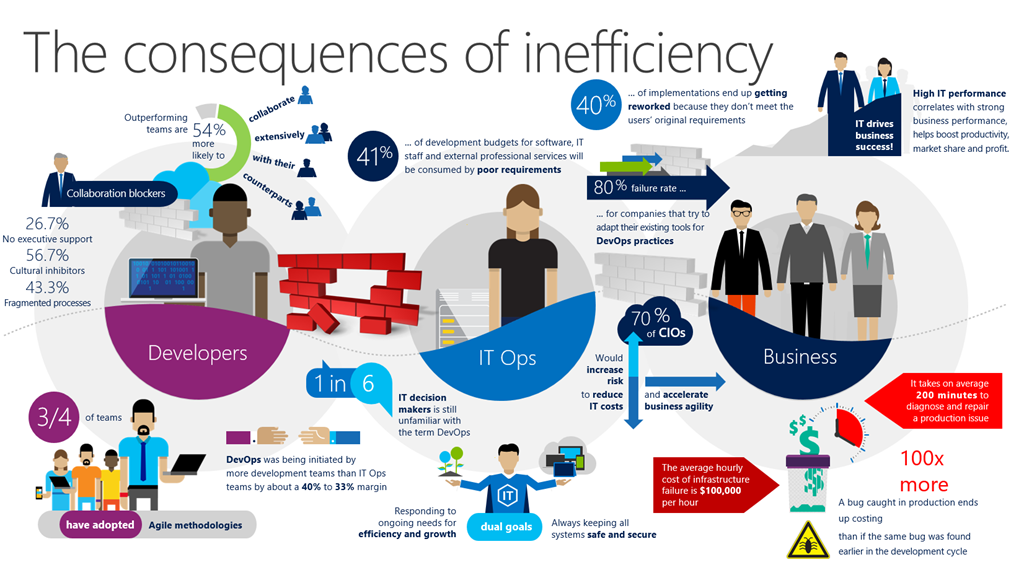 The consequences of inefficiency
Outperforming
teams are
54%
more
likely to
collaborate
extensively
with their
counterparts
Collaboration blockers
26.7%
No executive support
56.7%
Cultural inhibitors
43.3%
Fragmented processes
41%
... of development budgets for software, IT
staff and external professional services will
be consumed by poor requirements
40%
... of implementations end up getting
reworked because they don't meet the
users' original requirements
80% failure rate ...
... for companies that try to
adapt their existing tools for
DevOps practices
IT drives
business
success!
High IT performance
correlates with strong
business performance,
helps boost productivity,
market share and profit.
Developers
IT Ops
Business
70%
of CIOs
Would
increase
risk
to reduce
IT costs
and accelerate
business agility
3/4
of teams
have adopted
Agile methodologies
1 in 6
IT decision
makers is still
unfamiliar with
the term DevOps
DevOps was being initiated by
more development teams than IT Ops
teams by about a 40% to 33% margin
Responding to
ongoing needs for
efficiency and growth
IT
dual goals
Always keeping all
systems safe and secure
It takes on average
200 minutes to
diagnose and repair
a production issue
The average hourly
cost of infrastructure
failure is $100,000
per hour
$
$
$
100x
more
A bug caught in production ends
up costing
than if the same bug was found
earlier in the development cycle